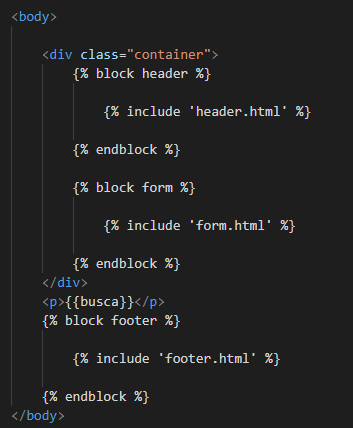 <body>
<div class="container">
{% block header %}
{% include 'header.html' %}
{% endblock %}
{% block form %}
{% include 'form.html' %}
{% endblock %}
</div>
<p>{{busca}}</p>
{% block footer %}
{% include 'footer.html' %}
{% endblock %}
</body>